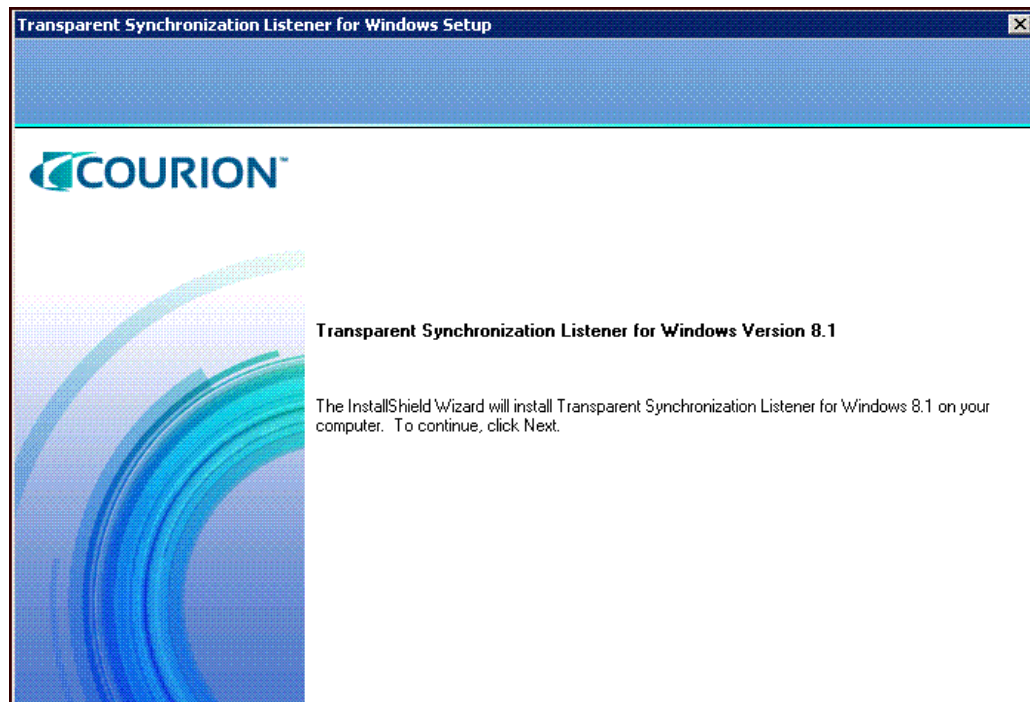 Transparent Synchronization Listener for Windows Setup
COURION™
Transparent Synchronization Listener for Windows Version 8.1
The InstallShield Wizard will install Transparent Synchronization Listener for Windows 8.1 on your
computer.  To continue, click Next.